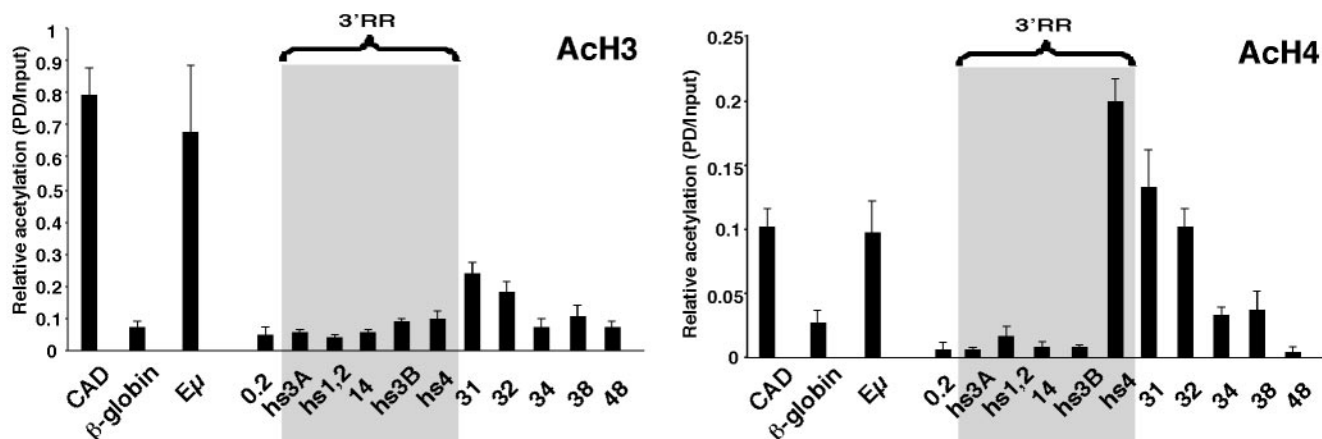 3'RR
AcH3
Relative acetylation (PD/Input)
1
0.9
0.8
0.7
0.6
0.5
0.4
0.3
0.2
0.1
0
CAD
β-globin
Eμ
0.2
hs3A
hs1,2
14
hs3B
hs4
31
32
34
38
48
3'RR
AcH4
Relative acetylation (PD/Input)
0.25
0.2
0.15
0.1
0.05
0
CAD
β-globin
Eμ
0.2
hs3A
hs1,2
14
hs3B
hs4
31
32
34
38
48